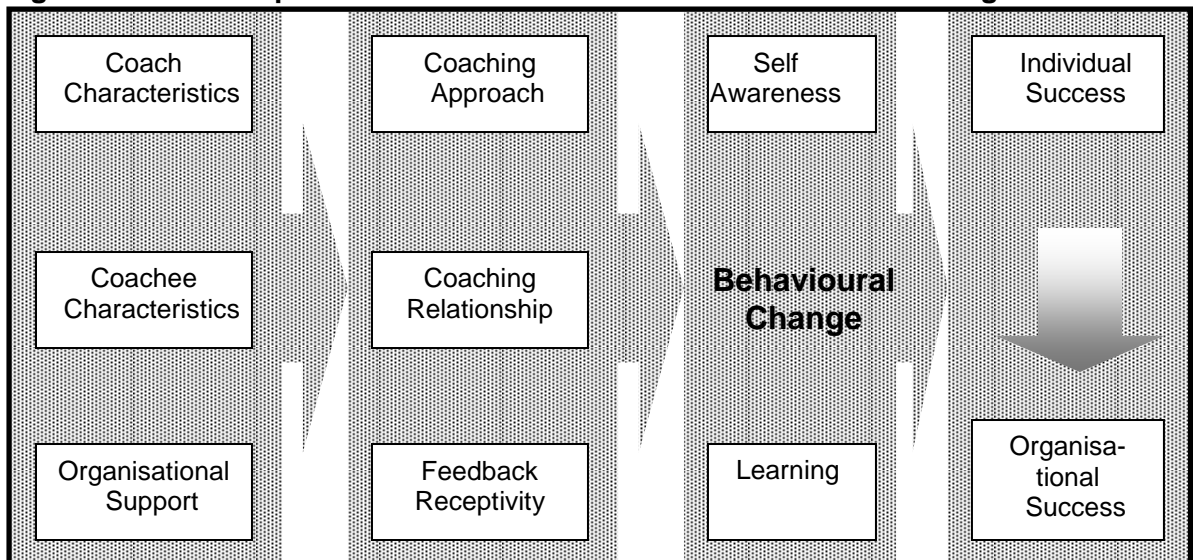 Coach
Characteristics
Coaching
Approach
Self
Awareness
Individual
Success
Coachee
Characteristics
Coaching
Relationship
Behavioural
Change
Organisational
Support
Feedback
Receptivity
Learning
Organisa-
tional
Success